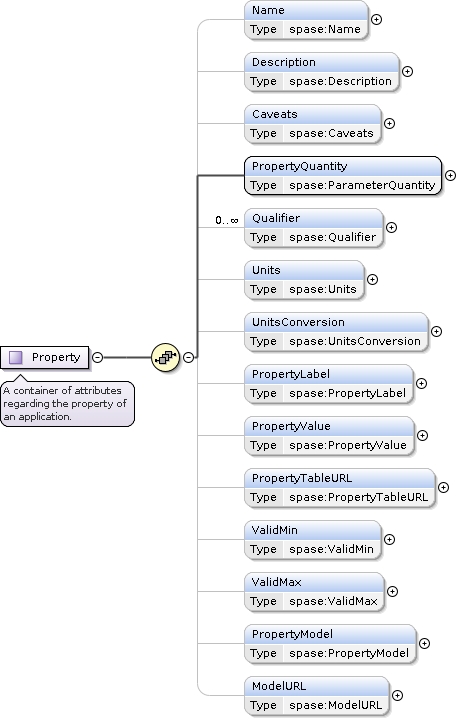 Name
Type spase:Name
Description
Type spase:Description
Caveats
Type spase:Caveats
PropertyQuantity
Type spase:ParameterQuantity
0..∞
Qualifier
Type spase:Qualifier
Units
Type spase:Units
UnitsConversion
Type spase:UnitsConversion
Property
A container of attributes
regarding the property of
an application.
PropertyLabel
Type spase:PropertyLabel
PropertyValue
Type spase:PropertyValue
PropertyTableURL
Type spase:PropertyTableURL
ValidMin
Type spase:ValidMin
ValidMax
Type spase:ValidMax
PropertyModel
Type spase:PropertyModel
ModelURL
Type spase:ModelURL